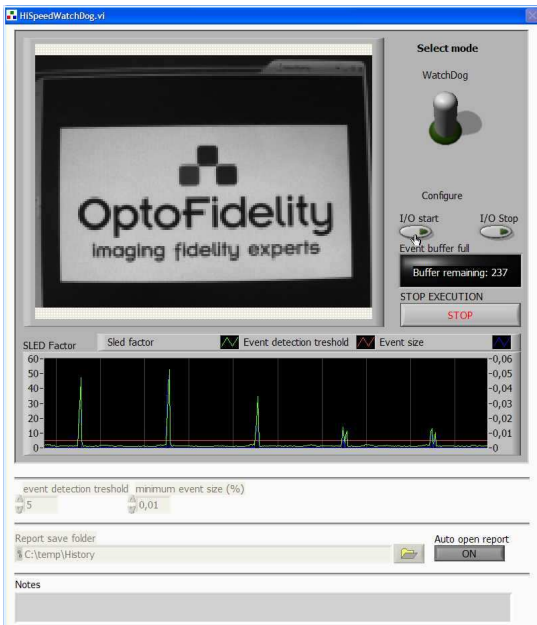 HiSpeedWatchDog.vi
OptoFidelity
imaging fidelity experts
Select mode
WatchDog
Configure
I/O start
I/O Stop
Event buffer full
Buffer remaining: 237
STOP EXECUTION
STOP
SLED Factor
Sled factor
Event detection treshold
Event size
60
50
40
30
20
10
0
0,06
0,05
0,04
0,03
0,02
0,01
0
event detection treshold
minimum event size (%)
5
0,01
Report save folder
C:\temp\History
Auto open report
ON
Notes